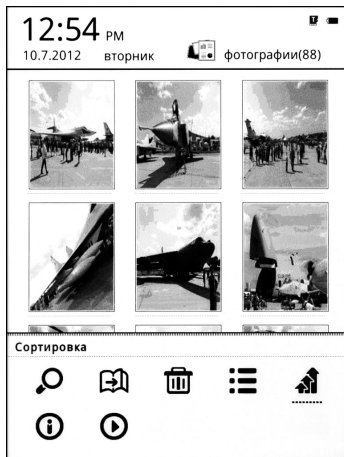 12:54 PM
10.7.2012 вторник
фотографии(88)
Сортировка